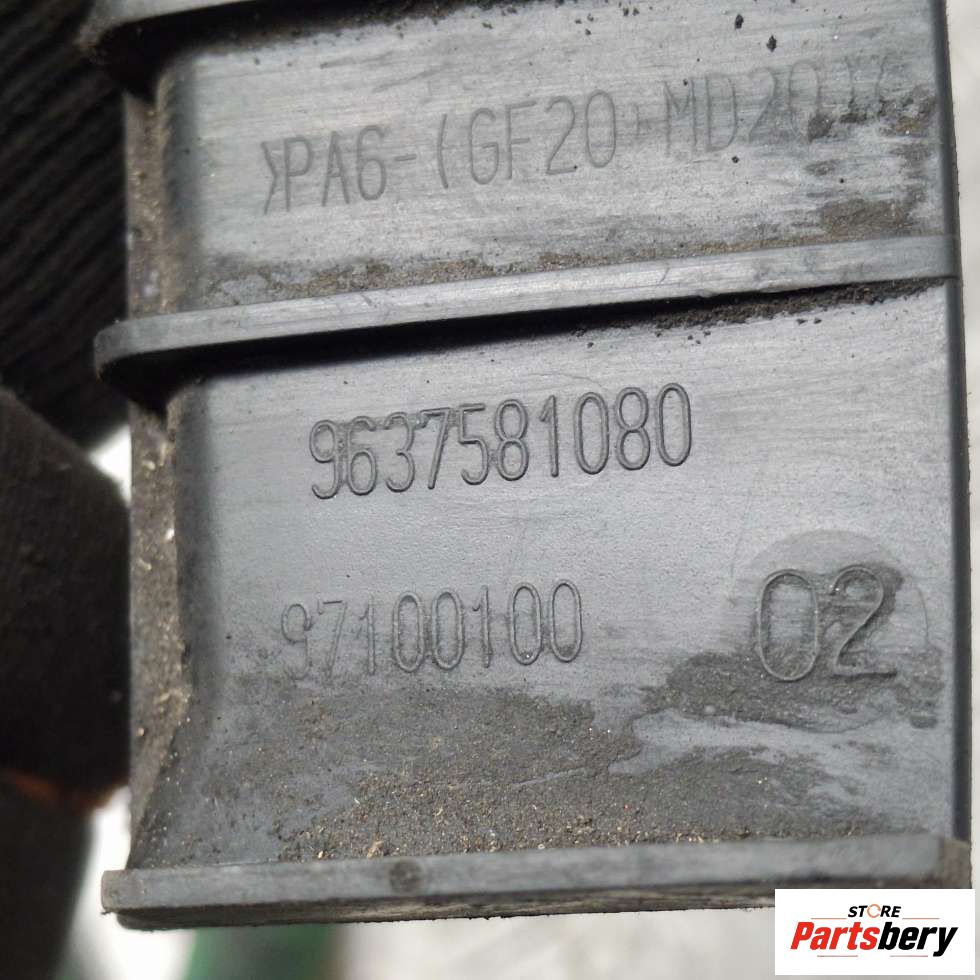 >PA6-(GF20+MD20)<
9637581080
97100100
02
STORE
Partsbery